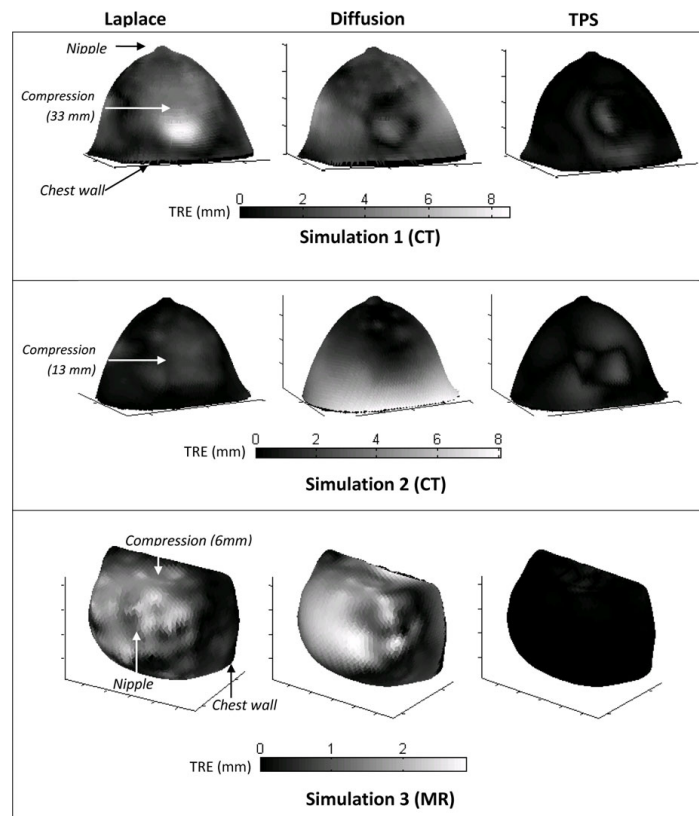 Laplace Diffusion TPS
Nipple
Compression
(33 mm)
Chest wall
0 2 4 6 8
TRE (mm)
Simulation 1 (CT)
Compression
(13 mm)
0 2 4 6 8
TRE (mm)
Simulation 2 (CT)
Compression (6mm)
Nipple
Chest wall
0 1 2
TRE (mm)
Simulation 3 (MR)